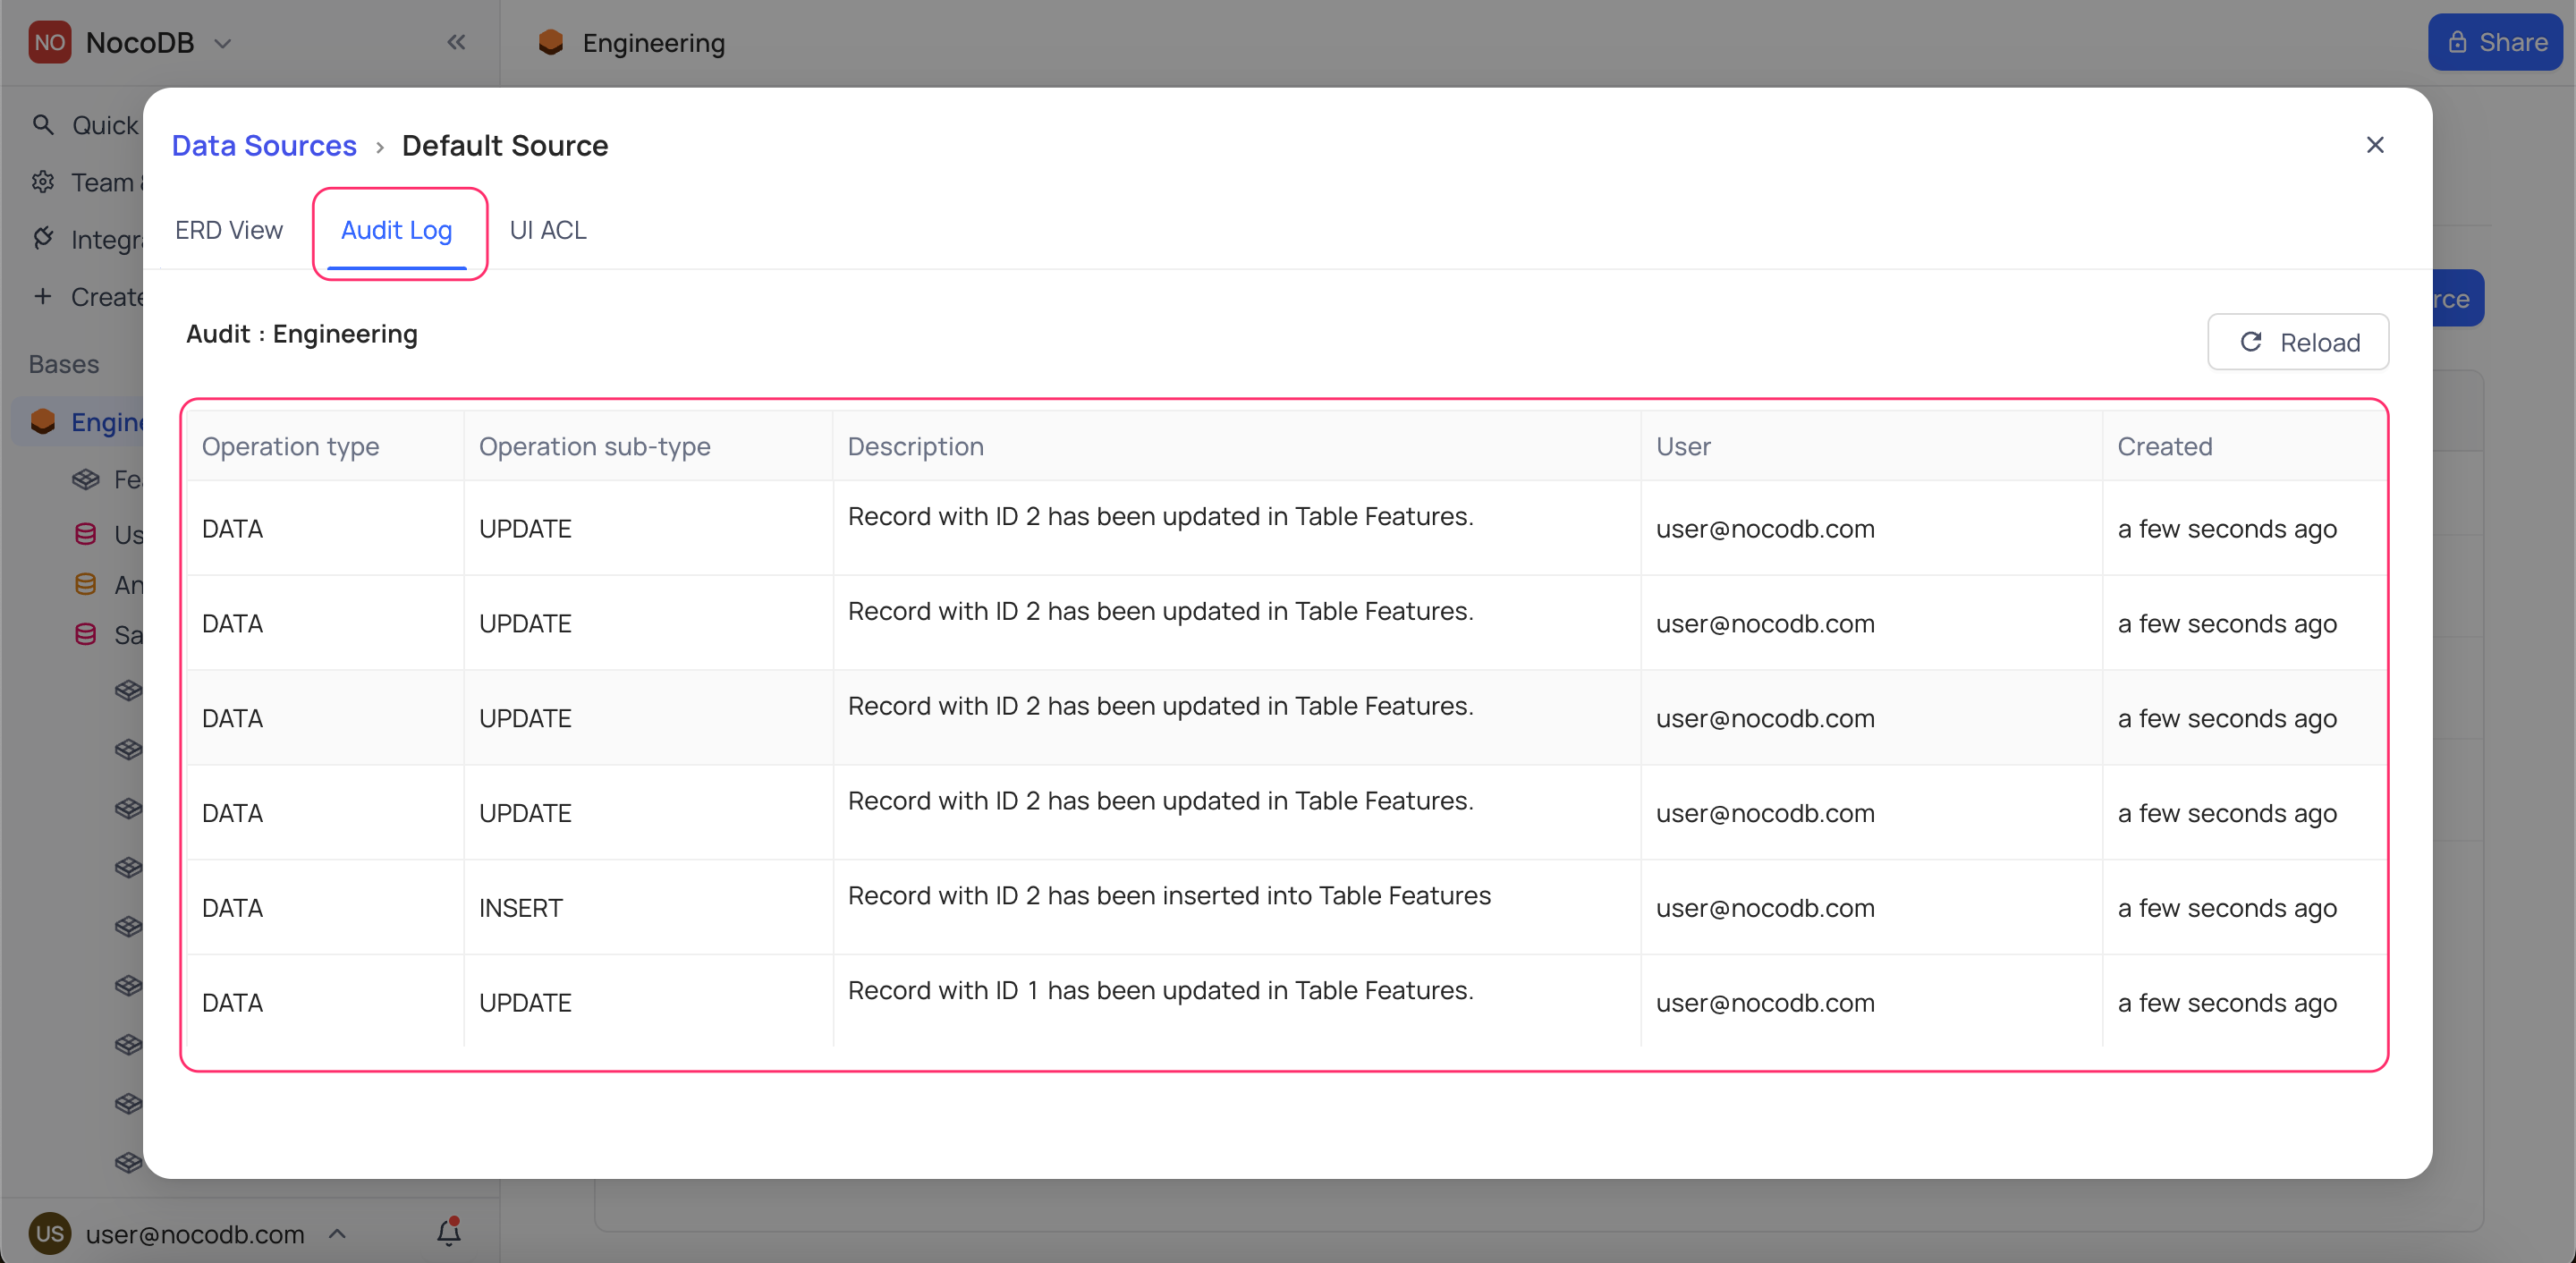 NO NocoDB
Engineering
Share
Quick
Team
Integr
Create
Bases
Engine
Fe
Us
An
Sa
Data Sources › Default Source
ERD View Audit Log UI ACL
Audit : Engineering
Reload
rce
Operation type Operation sub-type Description User Created
DATA UPDATE Record with ID 2 has been updated in Table Features. user@nocodb.com a few seconds ago
DATA UPDATE Record with ID 2 has been updated in Table Features. user@nocodb.com a few seconds ago
DATA UPDATE Record with ID 2 has been updated in Table Features. user@nocodb.com a few seconds ago
DATA UPDATE Record with ID 2 has been updated in Table Features. user@nocodb.com a few seconds ago
DATA INSERT Record with ID 2 has been inserted into Table Features user@nocodb.com a few seconds ago
DATA UPDATE Record with ID 1 has been updated in Table Features. user@nocodb.com a few seconds ago
US user@nocodb.com